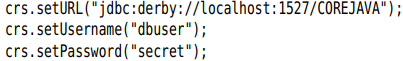 crs.setURL("jdbc:derby://localhost:1527/COREJAVA");
crs.setUsername("dbuser");
crs.setPassword("secret");